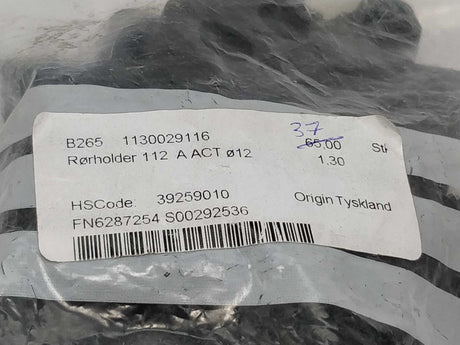 37
B265 1130029116 65.00 Stk
Rørholder 112 A ACT ø12 1.30
HSCode: 39259010 Origin Tyskland
FN6287254 S00292536